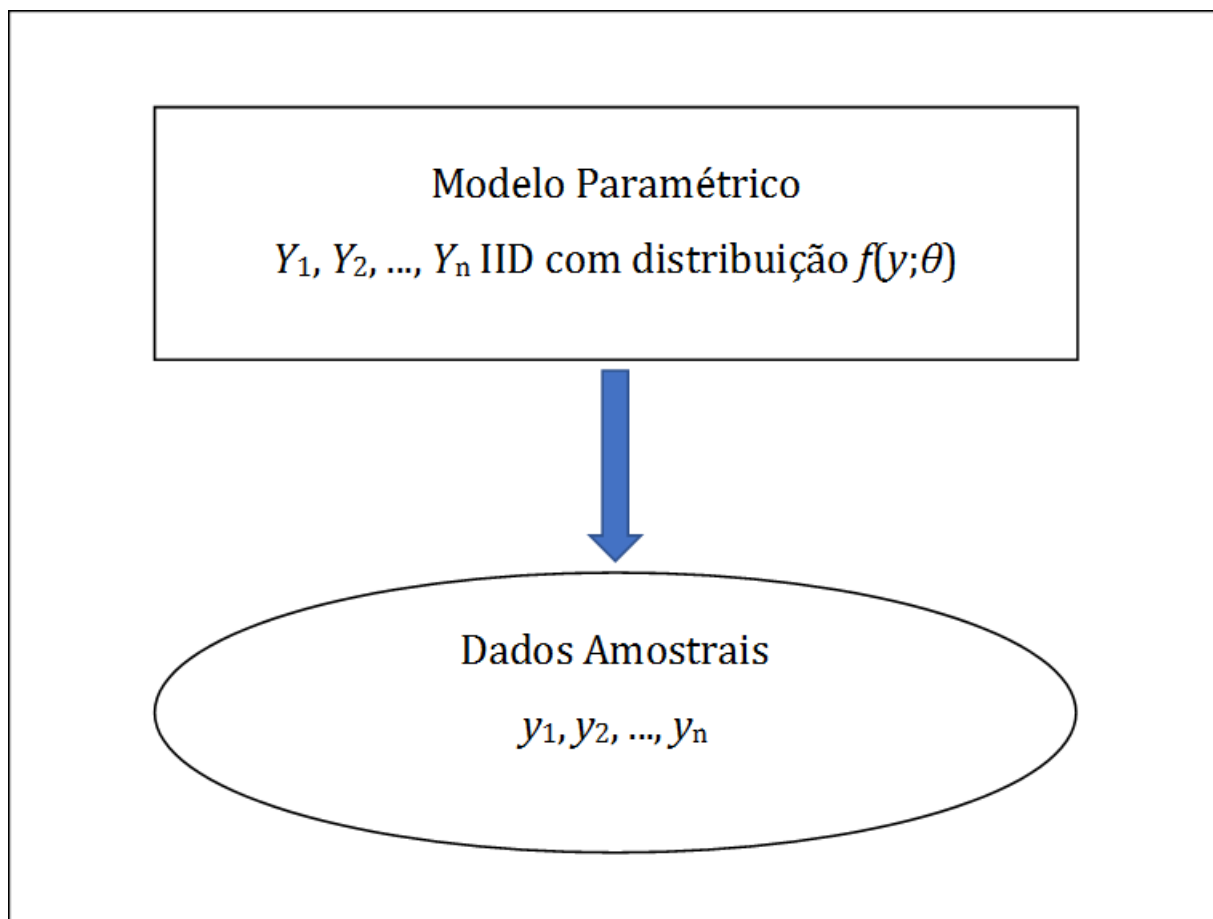 Modelo Paramétrico
Y₁, Y₂, ..., Yₙ IID com distribuição f(y;θ)
Dados Amostrais
y₁, y₂, ..., yₙ